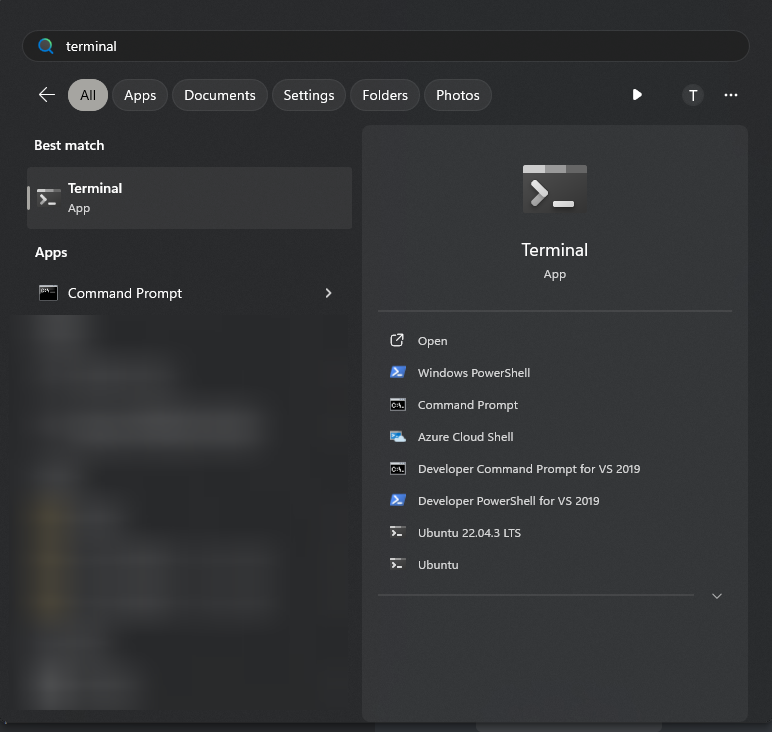 terminal
All
Apps
Documents
Settings
Folders
Photos
T
Best match
Terminal
App
Apps
Command Prompt
Terminal
App
Open
Windows PowerShell
Command Prompt
Azure Cloud Shell
Developer Command Prompt for VS 2019
Developer PowerShell for VS 2019
Ubuntu 22.04.3 LTS
Ubuntu